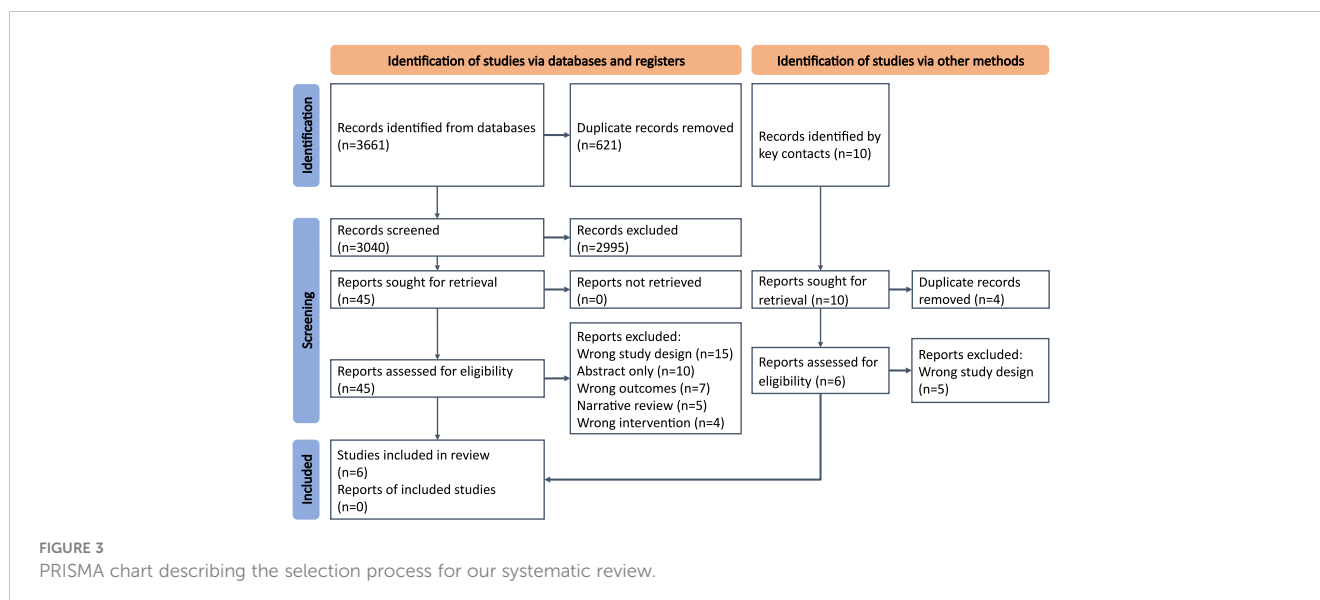 Identification of studies via databases and registers
Identification of studies via other methods
Identification
Records identified from databases
(n=3661)
Duplicate records removed
(n=621)
Records identified by
key contacts (n=10)
Screening
Records screened
(n=3040)
Records excluded
(n=2995)
Reports sought for retrieval
(n=45)
Reports not retrieved
(n=0)
Reports sought for
retrieval (n=10)
Duplicate records
removed (n=4)
Reports assessed for eligibility
(n=45)
Reports excluded:
Wrong study design (n=15)
Abstract only (n=10)
Wrong outcomes (n=7)
Narrative review (n=5)
Wrong intervention (n=4)
Reports assessed for
eligibility (n=6)
Reports excluded:
Wrong study design
(n=5)
Included
Studies included in review
(n=6)
Reports of included studies
(n=0)
FIGURE 3
PRISMA chart describing the selection process for our systematic review.